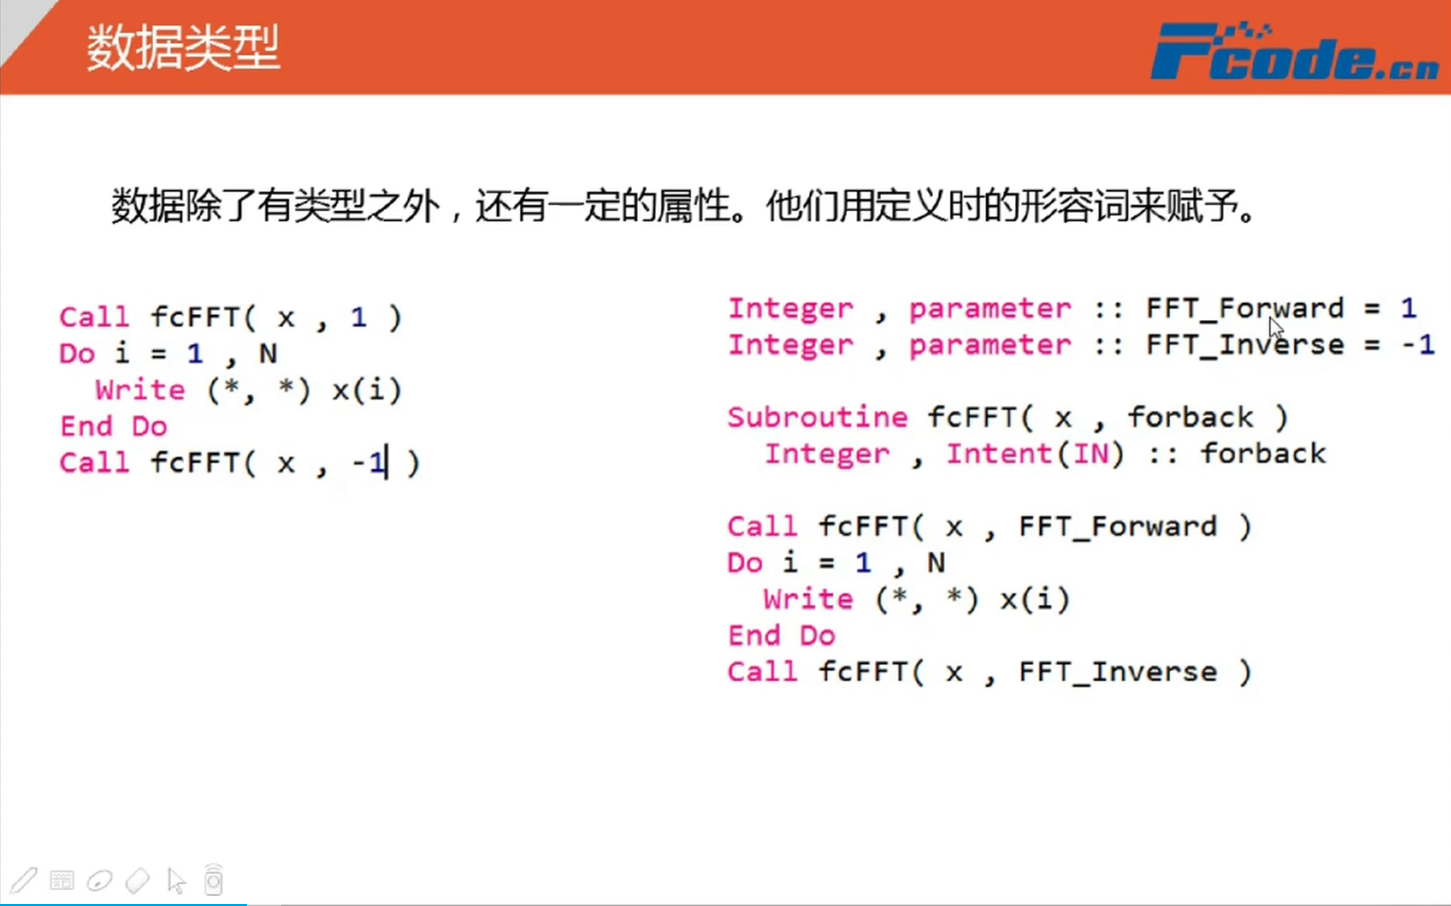 数据类型
Fcode.cn
数据除了有类型之外，还有一定的属性。他们用定义时的形容词来赋予。
Call fcFFT( x , 1 )
Do i = 1 , N
  Write (*, *) x(i)
End Do
Call fcFFT( x , -1 )
Integer , parameter :: FFT_Forward = 1
Integer , parameter :: FFT_Inverse = -1
Subroutine fcFFT( x , forback )
  Integer , Intent(IN) :: forback
Call fcFFT( x , FFT_Forward )
Do i = 1 , N
  Write (*, *) x(i)
End Do
Call fcFFT( x , FFT_Inverse )